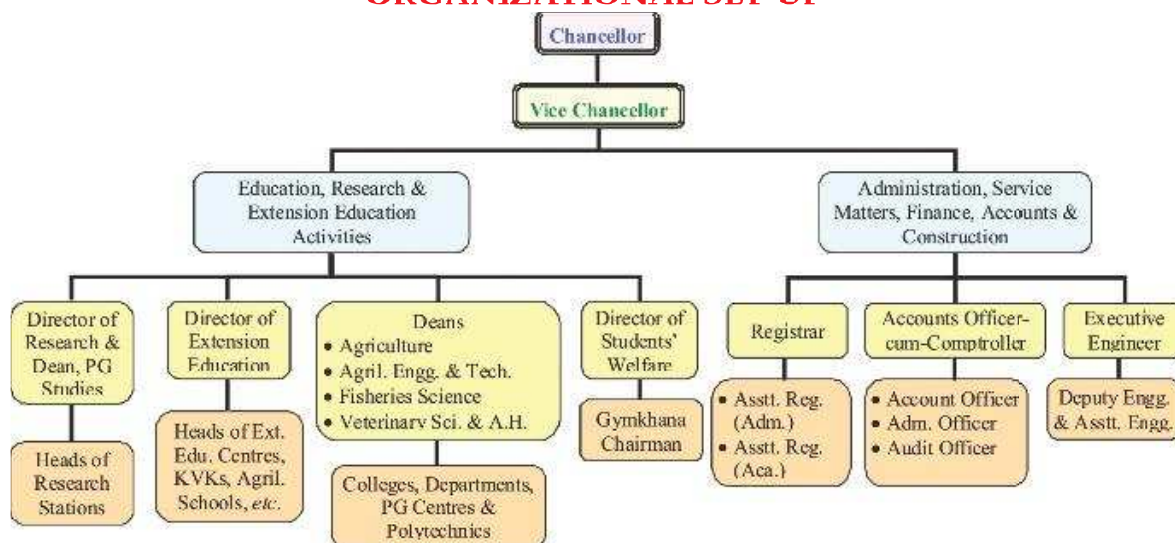 ORGANIZATIONAL SET UP
Chancellor
Vice Chancellor
Education, Research &
Extension Education
Activities
Administration, Service
Matters, Finance, Accounts &
Construction
Director of
Research &
Dean, PG
Studies
Director of
Extension
Education
Deans
• Agriculture
• Agril. Engg. & Tech.
• Fisheries Science
• Veterinary Sci. & A.H.
Director of
Students'
Welfare
Registrar
Accounts Officer-
cum-Comptroller
Executive
Engineer
Heads of
Research
Stations
Heads of Ext.
Edu. Centres,
KVKs, Agril.
Schools, etc.
Colleges, Departments,
PG Centres &
Polytechnics
Gymkhana
Chairman
• Asstt. Reg.
(Adm.)
• Asstt. Reg.
(Aca.)
• Account Officer
• Adm. Officer
• Audit Officer
Deputy Engg.
& Asstt. Engg.